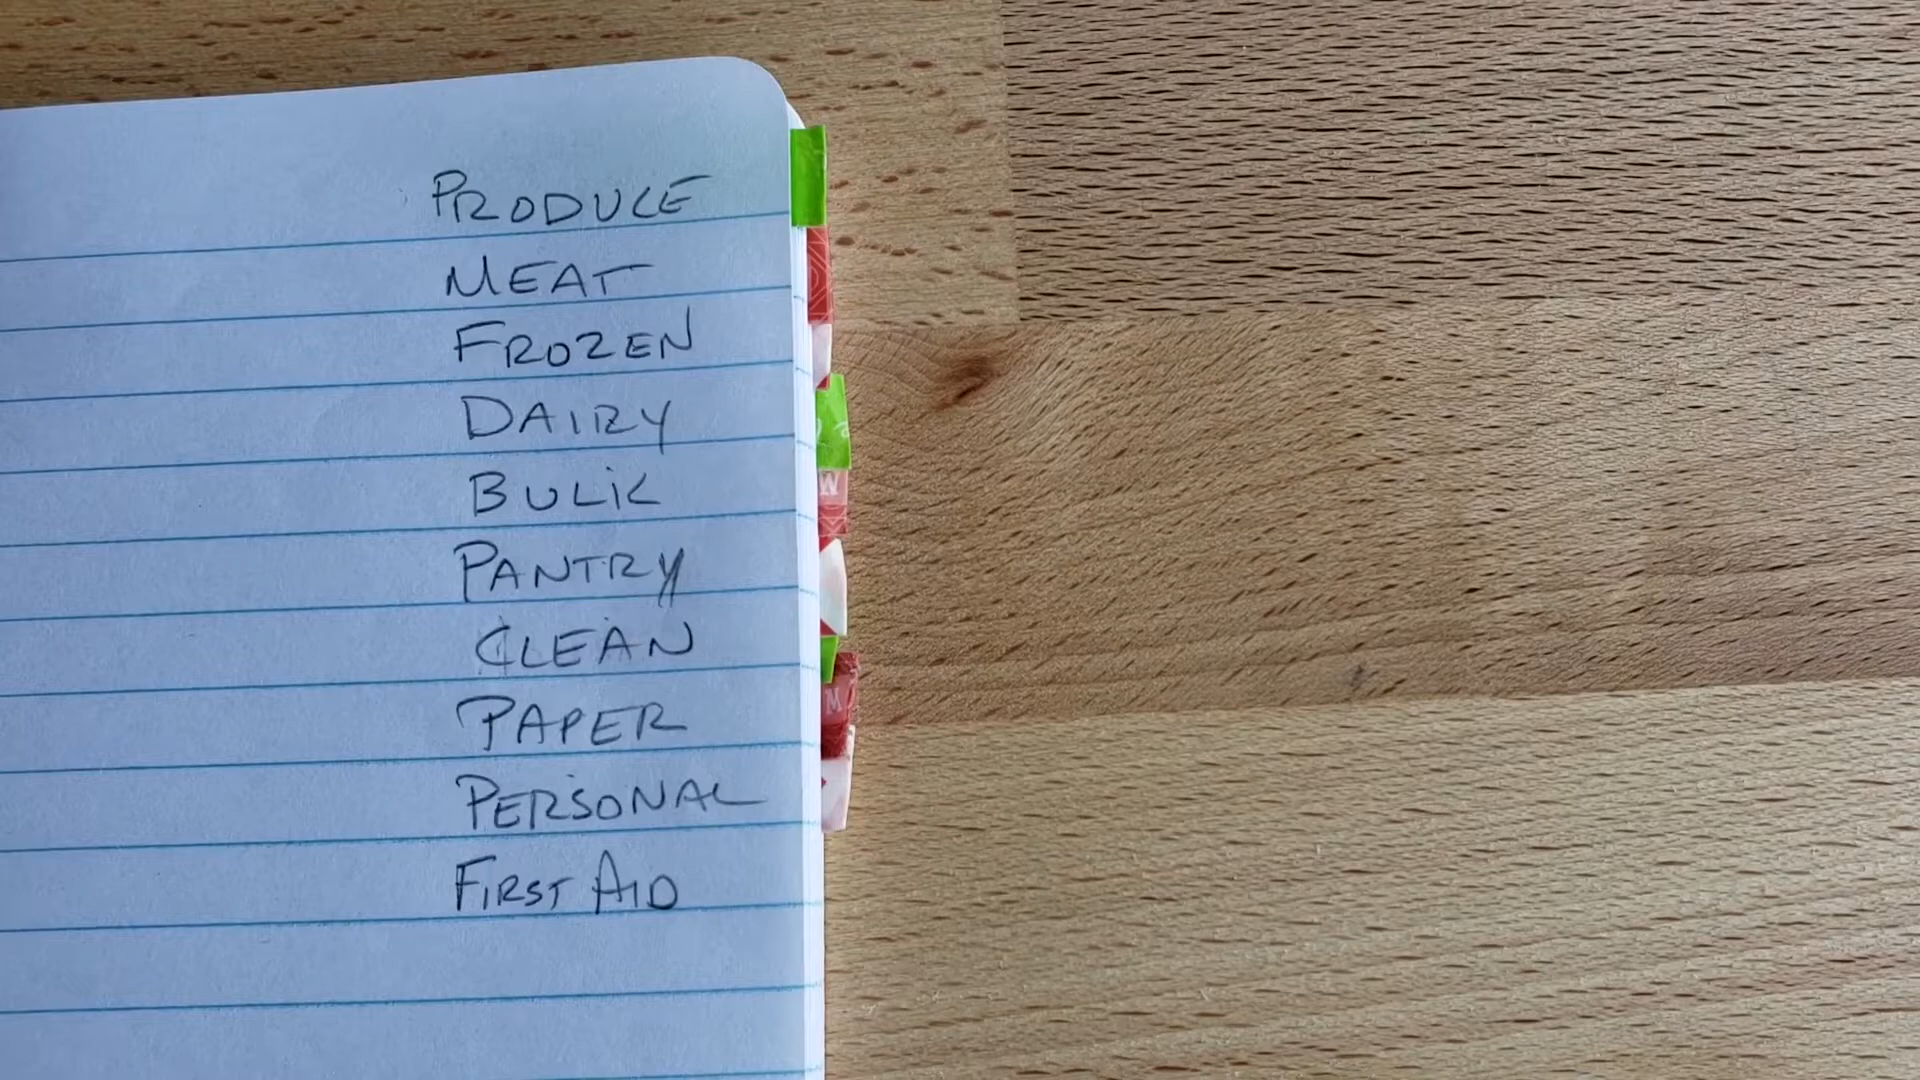 PRODUCE
MEAT
FROZEN
DAIRY
W
BULK
PANTRY
CLEAN
M
PAPER
PERSONAL
FIRST AID